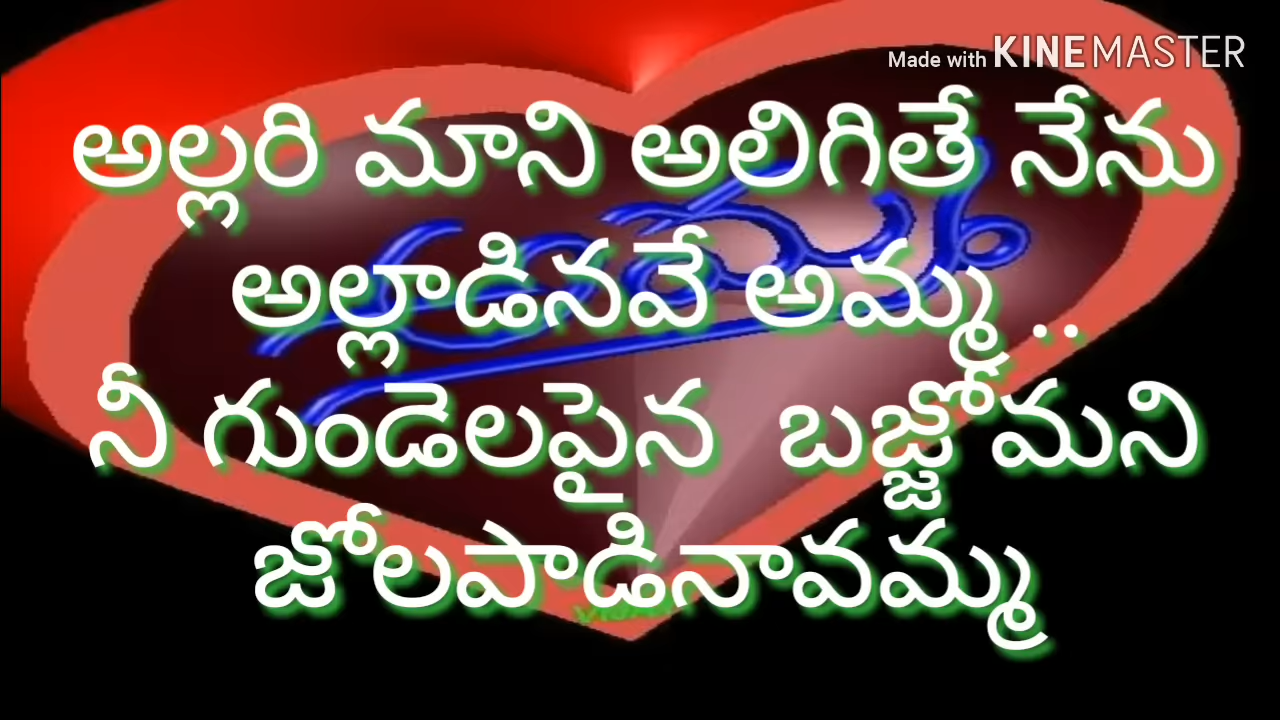 Made with KINEMASTER
అల్లరి మాని అలిగితే నేను
అల్లాడినవే అమ్మ ..
నీ గుండెలపైన బజ్జోమని
జోలపాడినావమ్మ